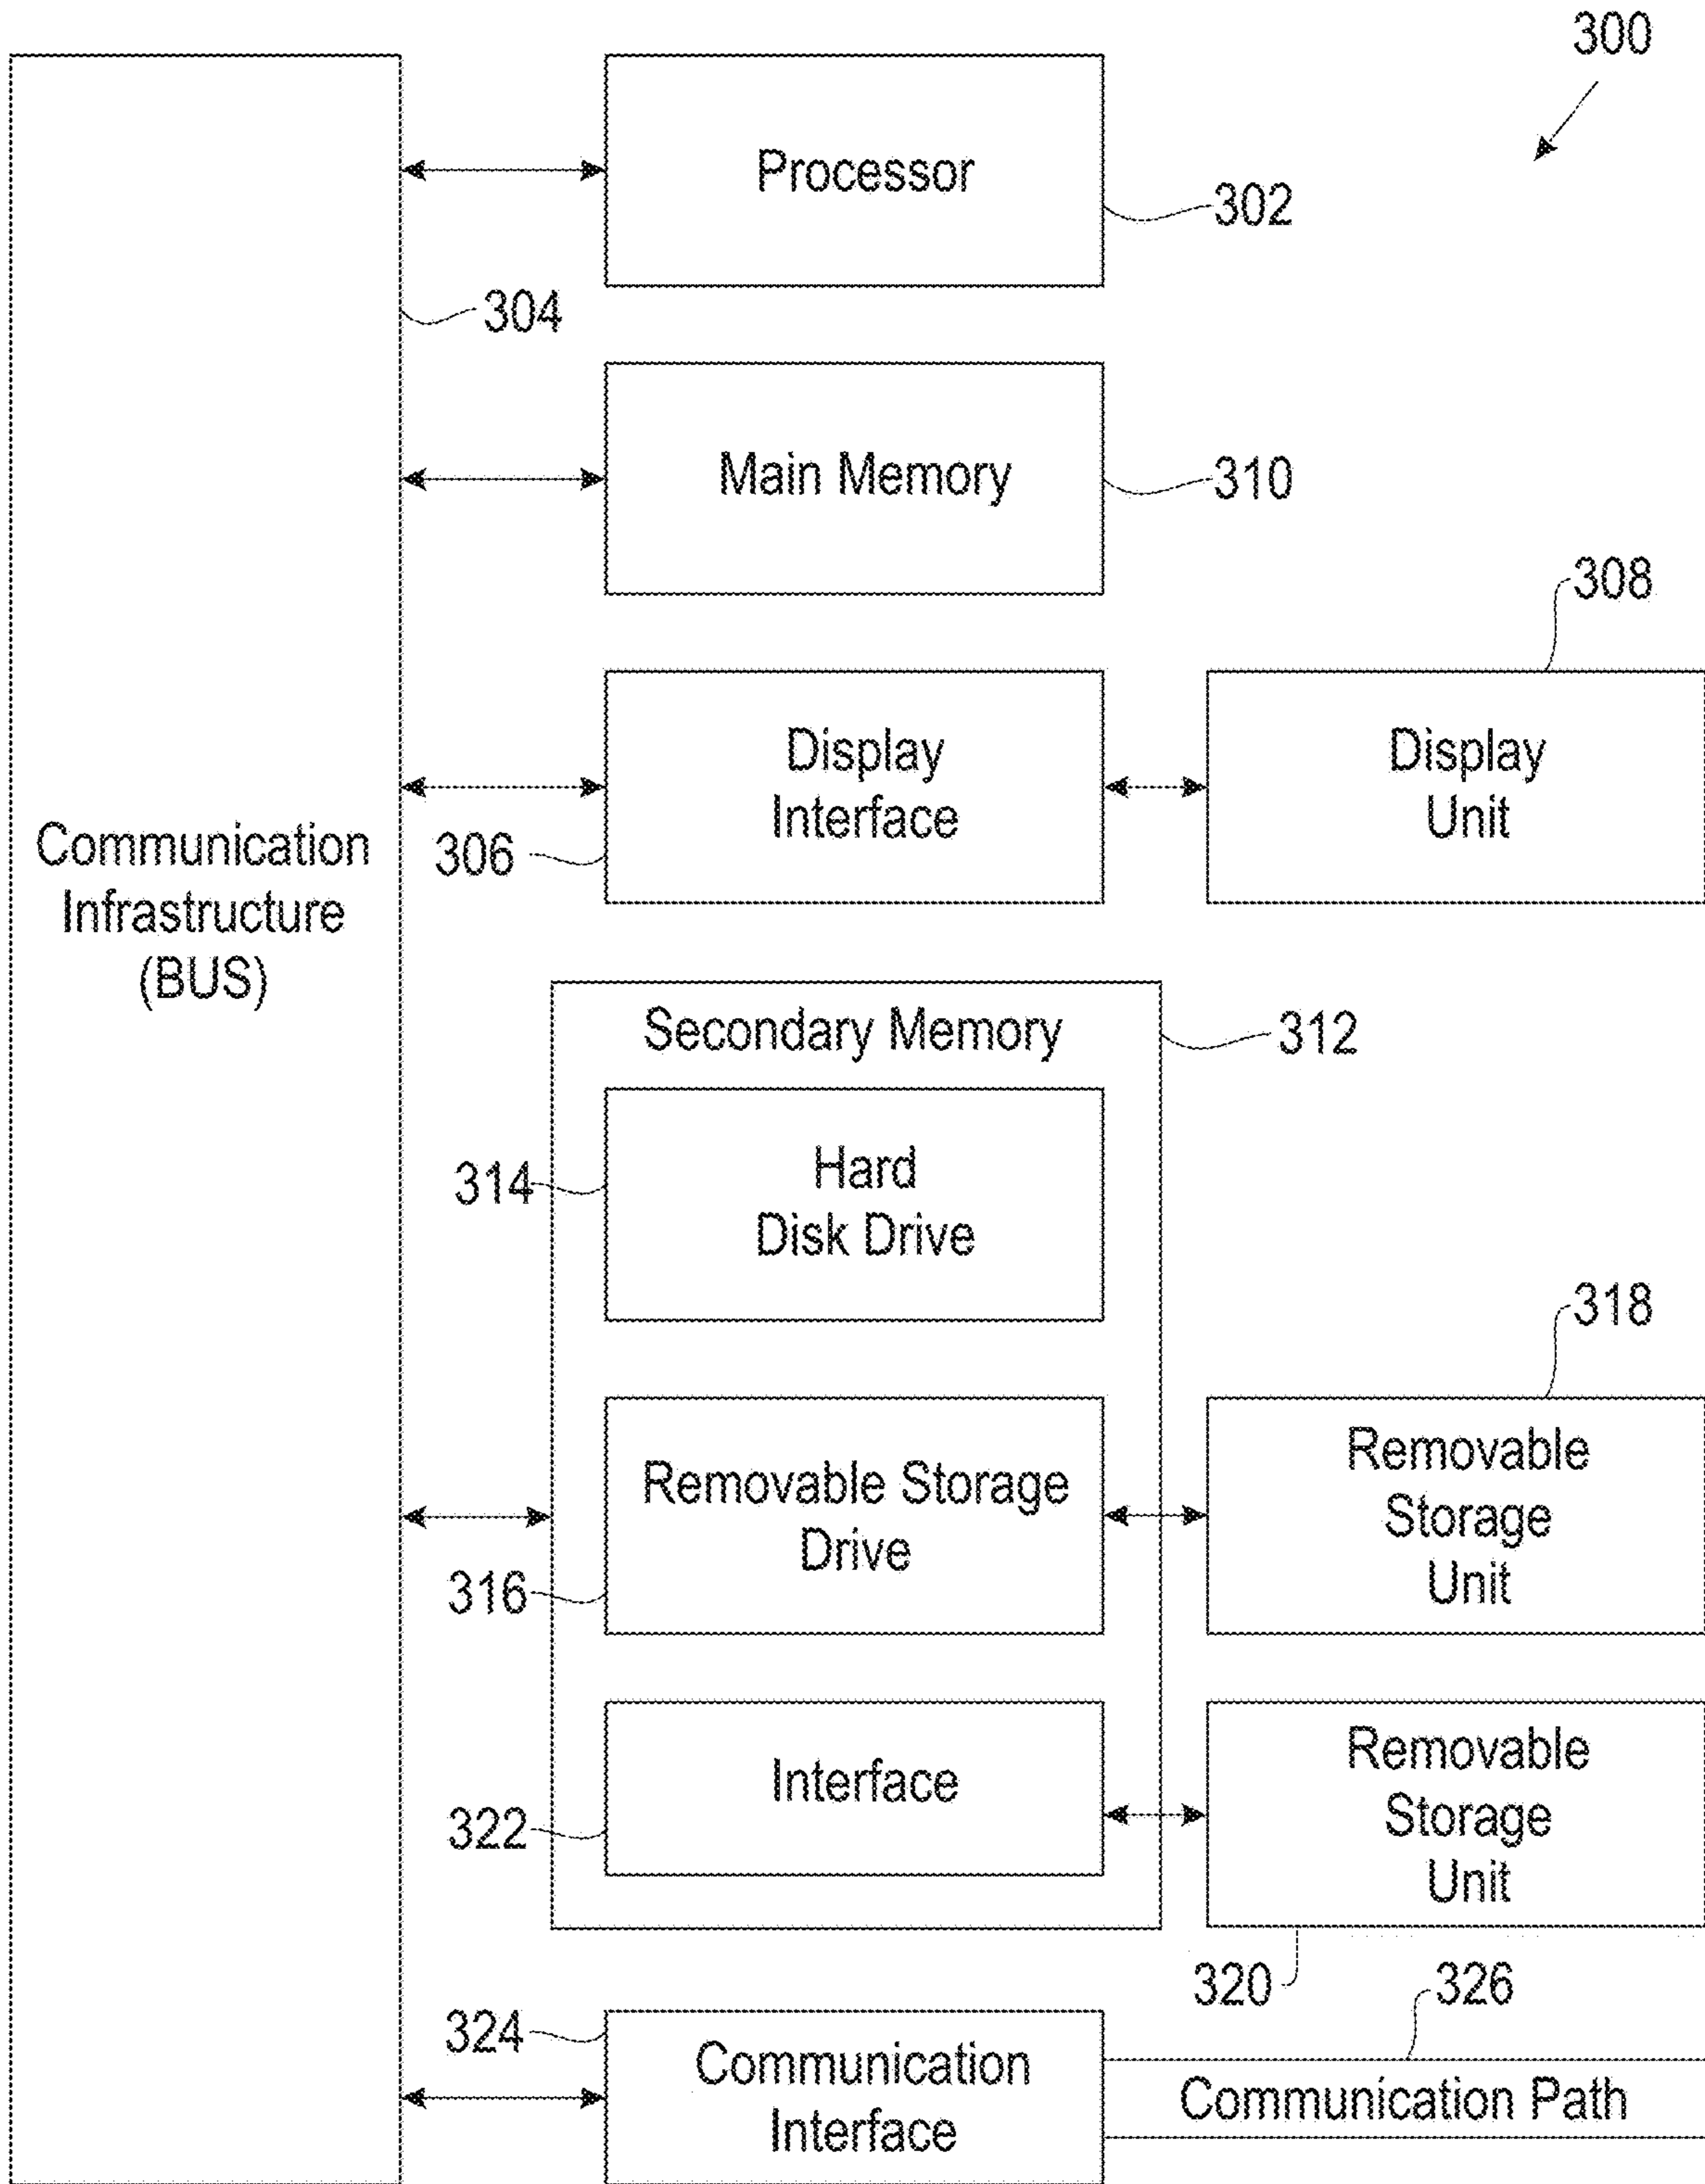 300
Processor
302
304
Main Memory
310
308
Display
Interface
306
Display
Unit
Communication
Infrastructure
(BUS)
Secondary Memory
312
Hard
Disk Drive
314
318
Removable Storage
Drive
316
Removable
Storage
Unit
Interface
322
Removable
Storage
Unit
320
326
324
Communication
Interface
Communication Path